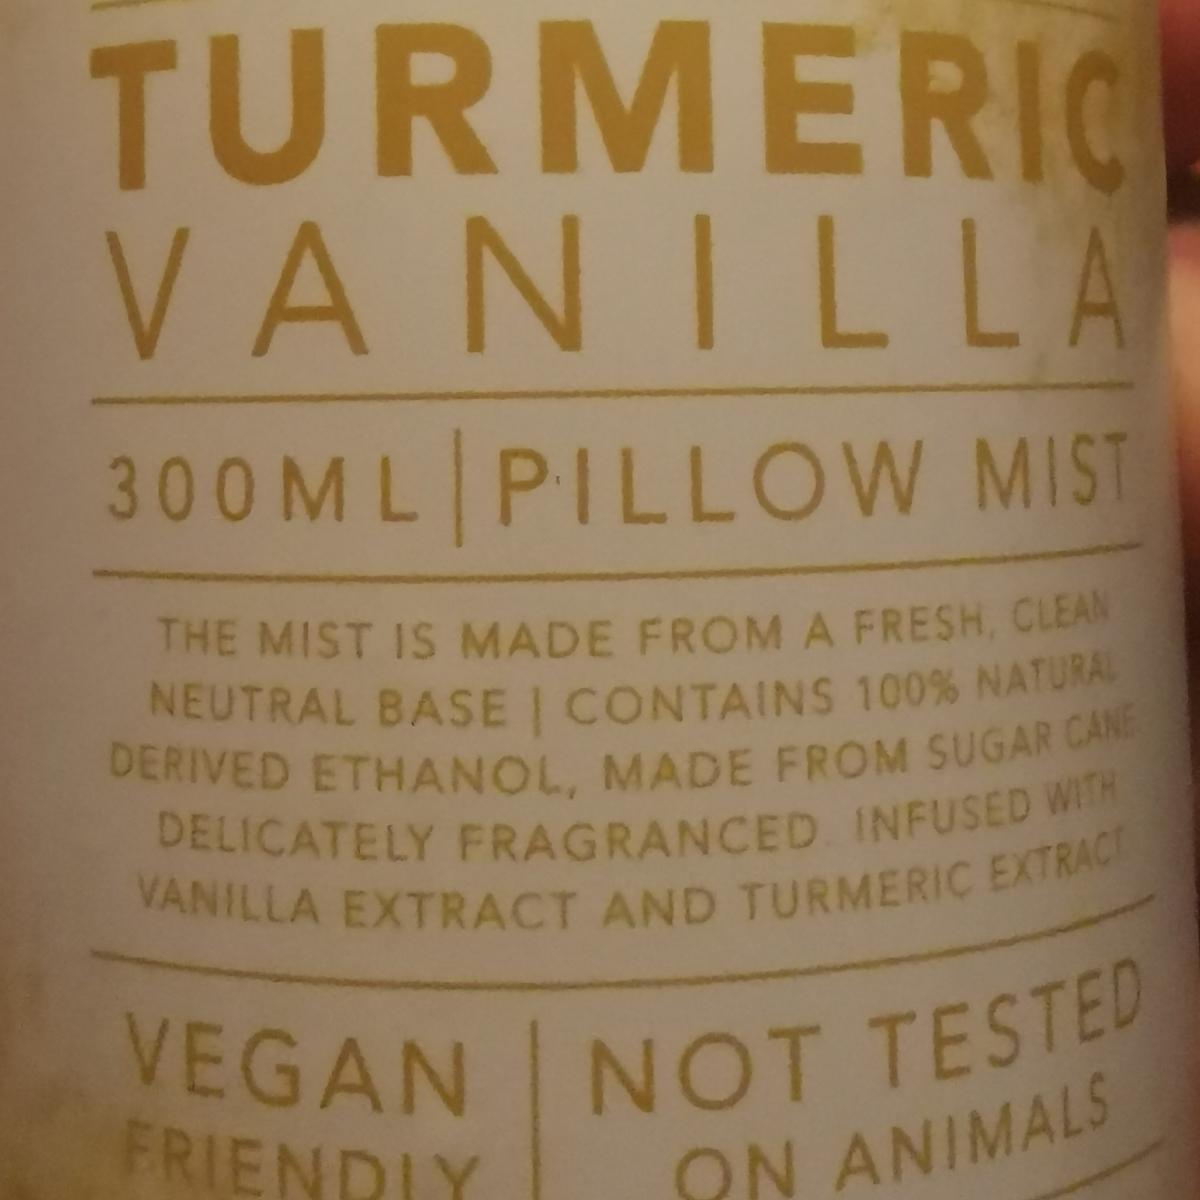 TURMERIC
VANILLA
300ML | PILLOW MIST
THE MIST IS MADE FROM A FRESH, CLEAN
NEUTRAL BASE | CONTAINS 100% NATURAL
DERIVED ETHANOL, MADE FROM SUGAR CANE.
DELICATELY FRAGRANCED. INFUSED WITH
VANILLA EXTRACT AND TURMERIC EXTRACT.
VEGAN | NOT TESTED
FRIENDLY | ON ANIMALS